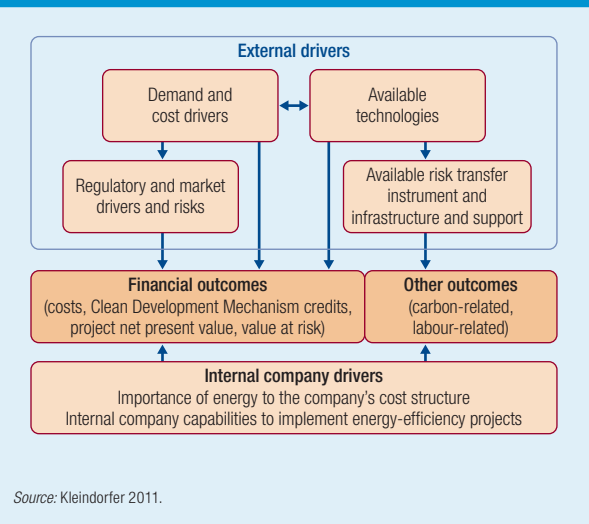 External drivers
Demand and
cost drivers
Available
technologies
Regulatory and market
drivers and risks
Available risk transfer
instrument and
infrastructure and support
Financial outcomes
(costs, Clean Development Mechanism credits,
project net present value, value at risk)
Other outcomes
(carbon-related,
labour-related)
Internal company drivers
Importance of energy to the company's cost structure
Internal company capabilities to implement energy-efficiency projects
Source: Kleindorfer 2011.